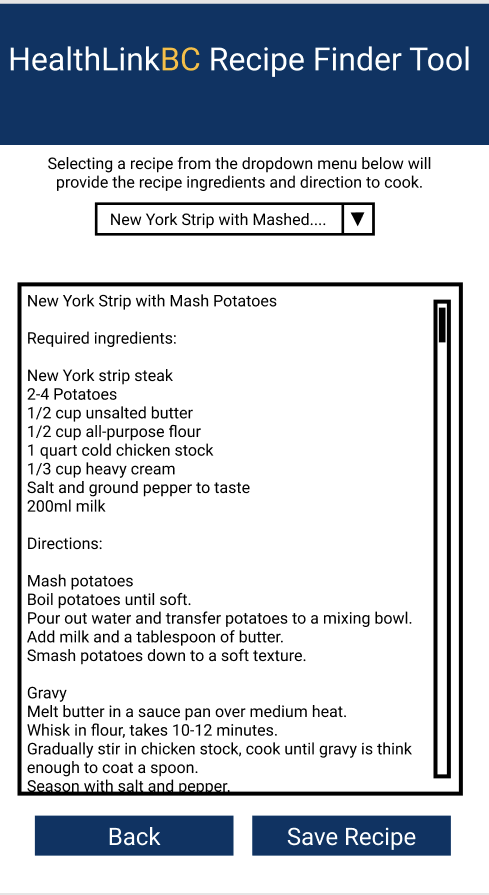 HealthLinkBC Recipe Finder Tool
Selecting a recipe from the dropdown menu below will
provide the recipe ingredients and direction to cook.
New York Strip with Mashed....
New York Strip with Mash Potatoes
Required ingredients:
New York strip steak
2-4 Potatoes
1/2 cup unsalted butter
1/2 cup all-purpose flour
1 quart cold chicken stock
1/3 cup heavy cream
Salt and ground pepper to taste
200ml milk
Directions:
Mash potatoes
Boil potatoes until soft.
Pour out water and transfer potatoes to a mixing bowl.
Add milk and a tablespoon of butter.
Smash potatoes down to a soft texture.
Gravy
Melt butter in a sauce pan over medium heat.
Whisk in flour, takes 10-12 minutes.
Gradually stir in chicken stock, cook until gravy is think
enough to coat a spoon.
Season with salt and pepper.
Back
Save Recipe